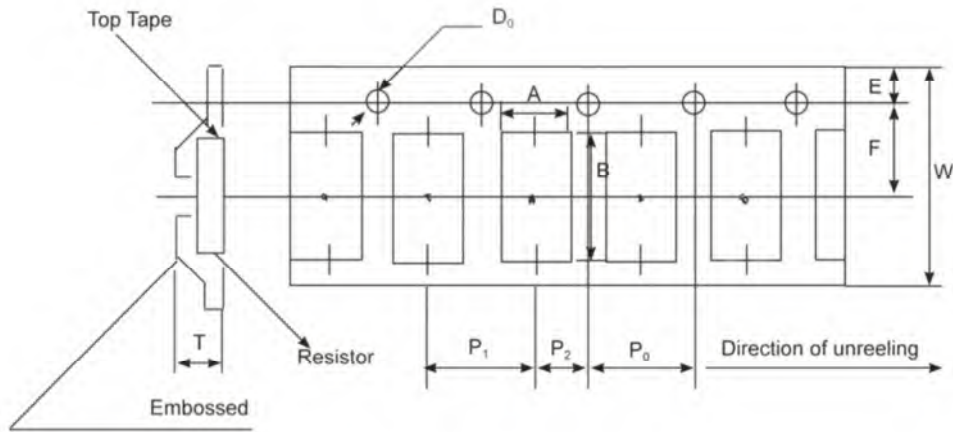 Top Tape
D₀
E
A
F
B
W
T
Resistor
P₁
P₂
P₀
Direction of unreeling
Embossed